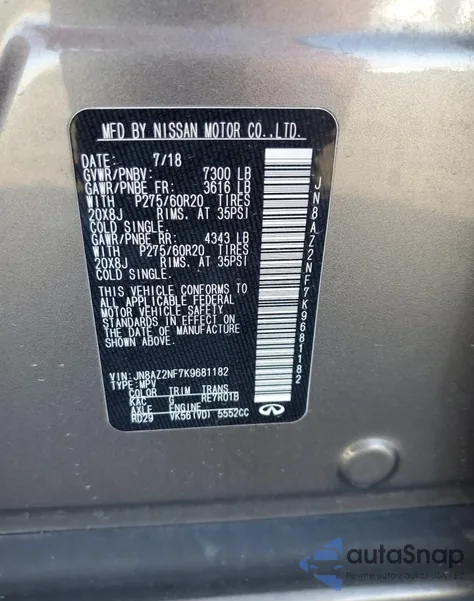 MFD BY NISSAN MOTOR CO.,LTD.
DATE: 7/18
GVWR/PNBV: 7300 LB
GAWR/PNBE FR: 3616 LB
WITH P275/60R20 TIRES
20X8J RIMS. AT 35PSI
COLD SINGLE.
GAWR/PNBE RR: 4343 LB
WITH P275/60R20 TIRES
20X8J RIMS. AT 35PSI
COLD SINGLE.
THIS VEHICLE CONFORMS TO
ALL APPLICABLE FEDERAL
MOTOR VEHICLE SAFETY
STANDARDS IN EFFECT ON
THE DATE OF MANUFACTURE
SHOWN ABOVE.
VIN: JN8AZ2NF7K9681182
TYPE: MPV
COLOR TRIM TRANS
KAC G RE7R01B
AXLE ENGINE
RD29 VK56(VD) 5552CC
JN8AZ2NF7K9681182
autoSnap